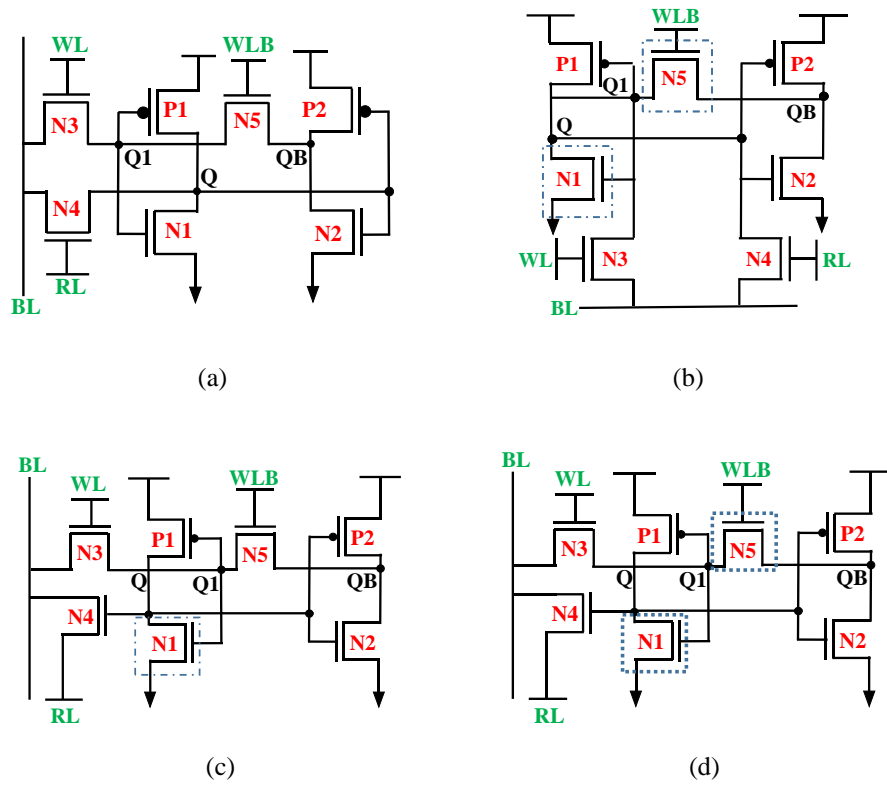 WL WLB
N3 P1 N5 P2
Q1 QB
Q
N4 N1 N2
RL
BL
(a)
WLB
P1 N5 P2
Q1
QB
Q
N1 N2
WL N3 N4 RL
BL
(b)
BL WL WLB
P1 P2
N3 N5
Q Q1 QB
N4
N1 N2
RL
(c)
BL WL WLB
P1 P2
N3 N5
Q Q1 QB
N4
N1 N2
RL
(d)